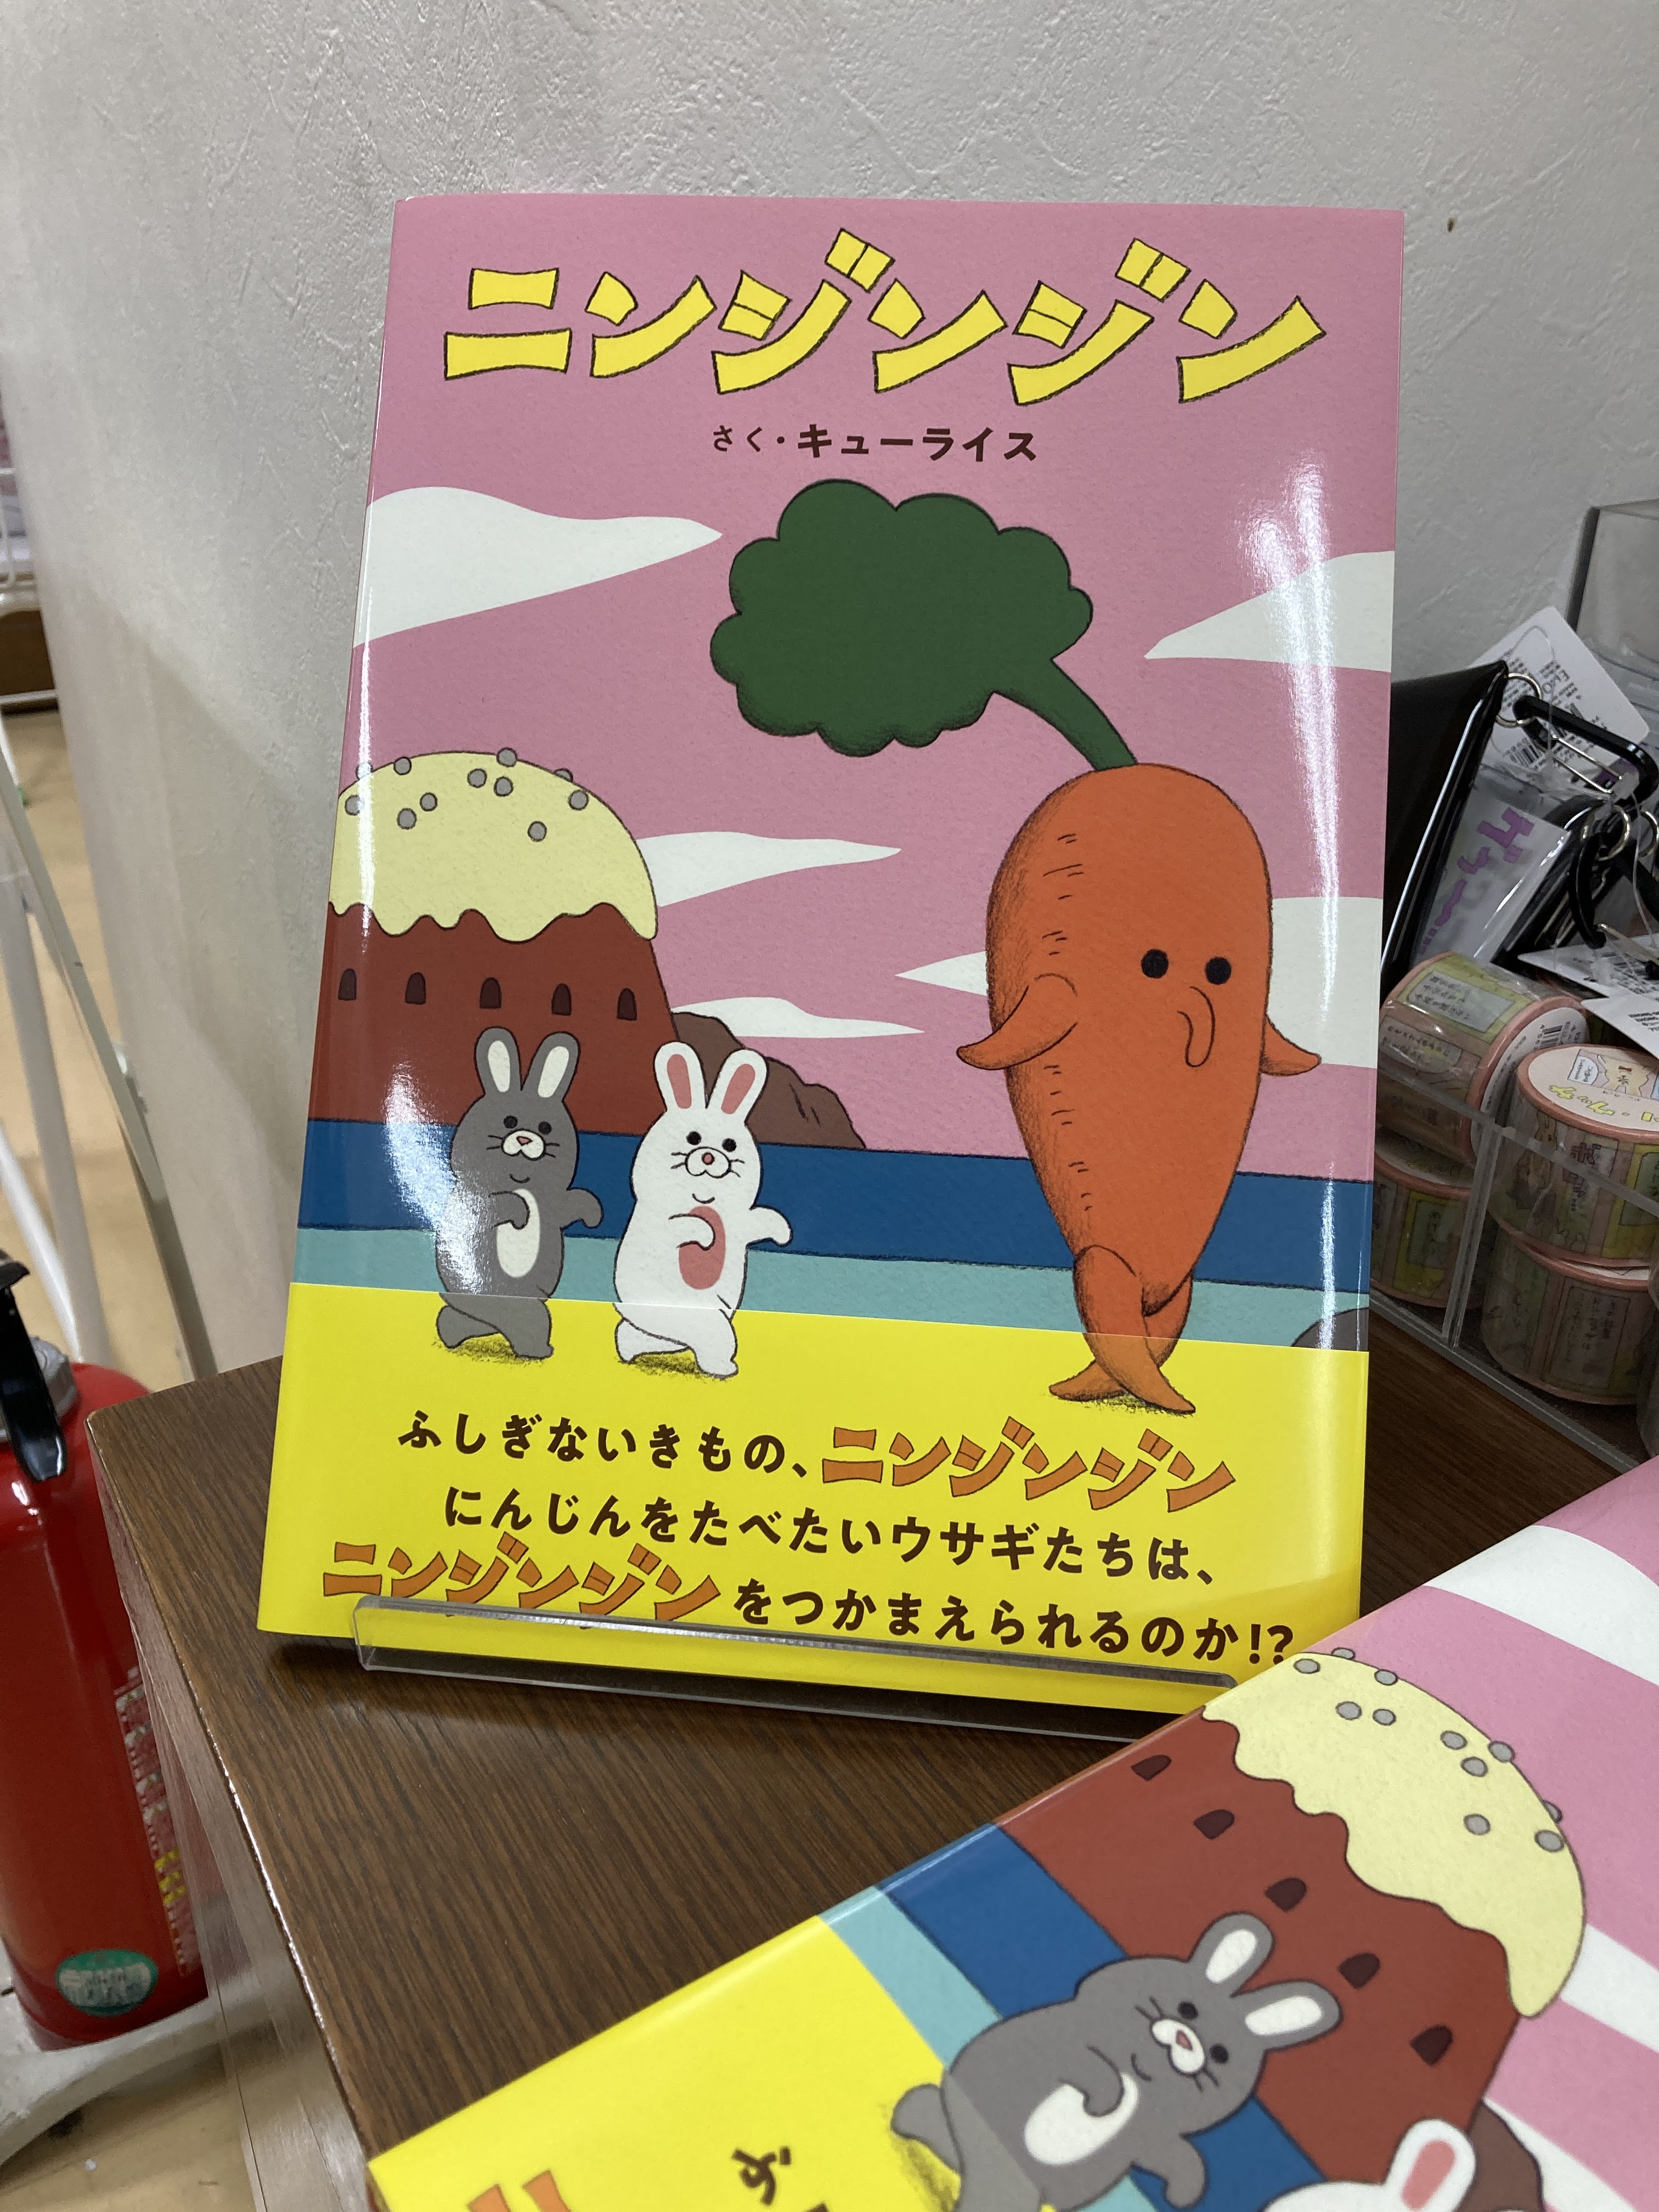 ニンジンジン
さく・キューライス
ふしぎないきもの、ニンジンジン
にんじんをたべたいウサギたちは、
ニンジンジンをつかまえられるのか!?